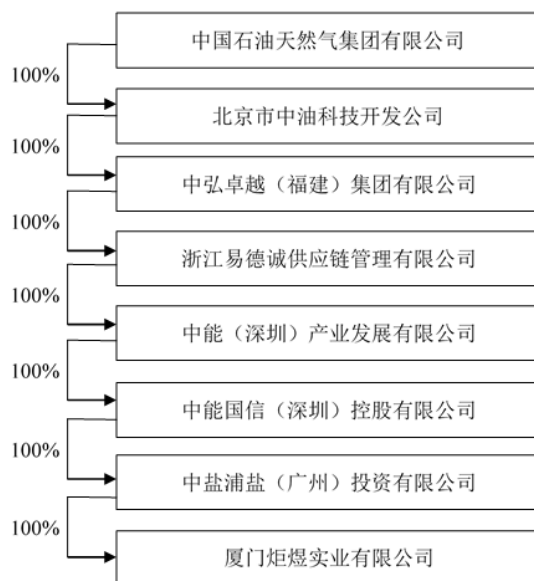 中国石油天然气集团有限公司
100%
北京市中油科技开发公司
100%
中弘卓越（福建）集团有限公司
100%
浙江易德诚供应链管理有限公司
100%
中能（深圳）产业发展有限公司
100%
中能国信（深圳）控股有限公司
100%
中盐浦盐（广州）投资有限公司
100%
厦门炬煜实业有限公司